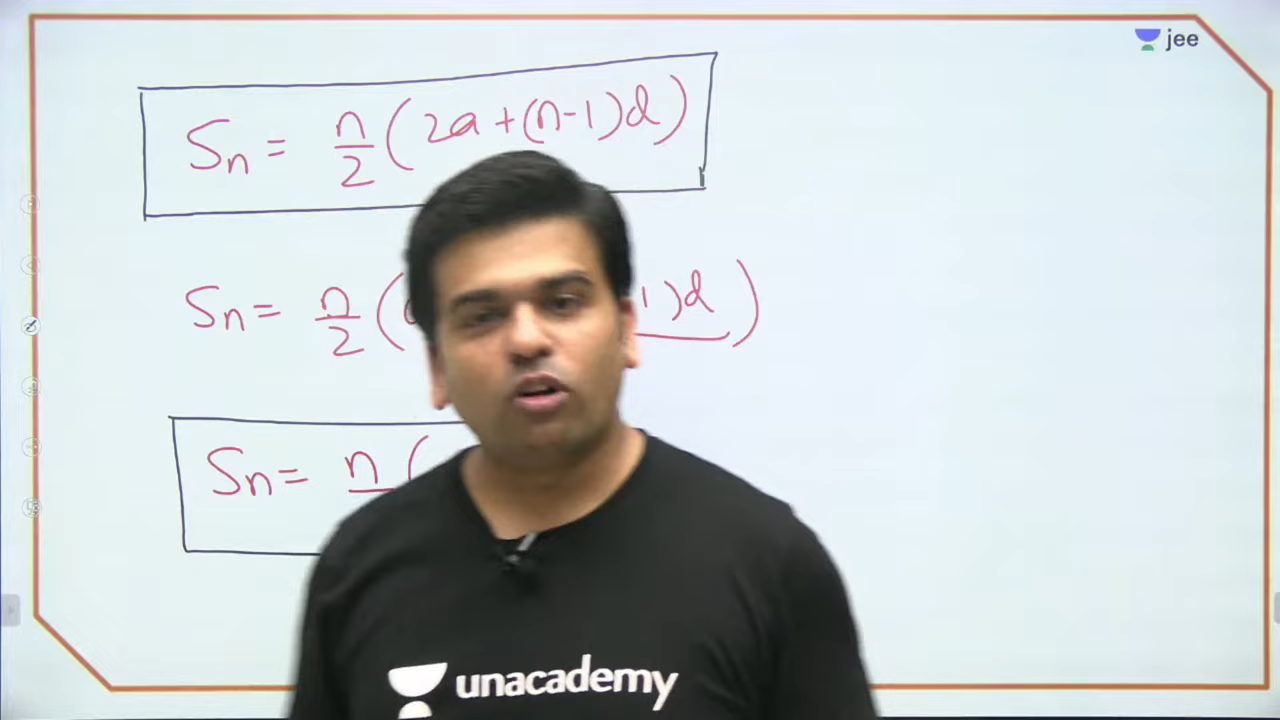 jee
Sn = n/2 (2a + (n-1)d)
Sn = n/2 ( 1)d )
Sn = n (
unacademy